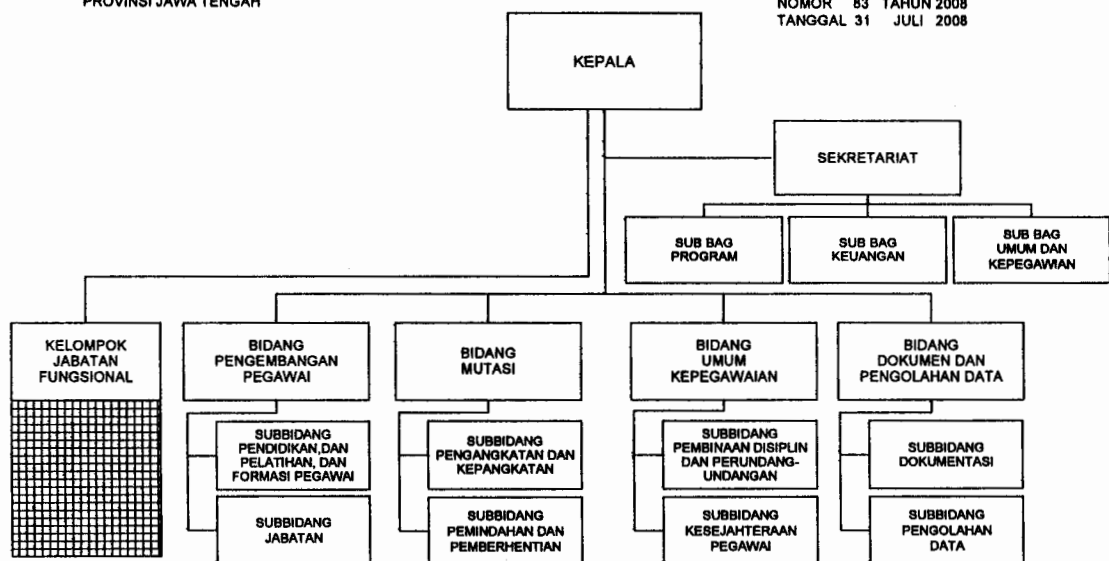 PROVINSI JAWA TENGAH
NOMOR 83 TAHUN 2008
TANGGAL 31 JULI 2008
KEPALA
SEKRETARIAT
SUB BAG
PROGRAM
SUB BAG
KEUANGAN
SUB BAG
UMUM DAN
KEPEGAWIAN
KELOMPOK
JABATAN
FUNGSIONAL
BIDANG
PENGEMBANGAN
PEGAWAI
BIDANG
MUTASI
BIDANG
UMUM
KEPEGAWAIAN
BIDANG
DOKUMEN DAN
PENGOLAHAN DATA
SUBBIDANG
PENDIDIKAN,DAN
PELATIHAN, DAN
FORMASI PEGAWAI
SUBBIDANG
PENGANGKATAN DAN
KEPANGKATAN
SUBBIDANG
PEMBINAAN DISIPLIN
DAN PERUNDANG-
UNDANGAN
SUBBIDANG
DOKUMENTASI
SUBBIDANG
JABATAN
SUBBIDANG
PEMINDAHAN DAN
PEMBERHENTIAN
SUBBIDANG
KESEJAHTERAAN
PEGAWAI
SUBBIDANG
PENGOLAHAN
DATA